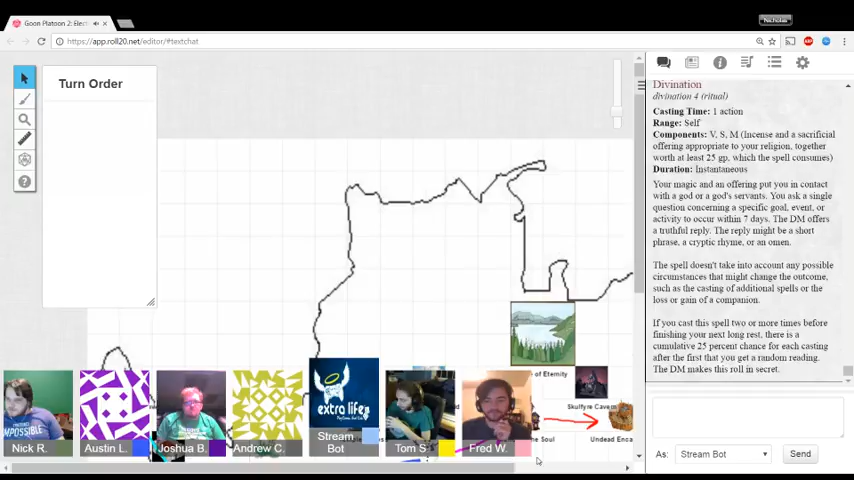 Nicholas
Goon Platoon 2: Elect
https://app.roll20.net/editor/#textchat
Turn Order
Divination
divination 4 (ritual)
Casting Time: 1 action
Range: Self
Components: V, S, M (Incense and a sacrificial
offering appropriate to your religion, together
worth at least 25 gp, which the spell consumes)
Duration: Instantaneous
Your magic and an offering put you in contact
with a god or a god's servants. You ask a single
question concerning a specific goal, event, or
activity to occur within 7 days. The DM offers
a truthful reply. The reply might be a short
phrase, a cryptic rhyme, or an omen.
The spell doesn't take into account any possible
circumstances that might change the outcome,
such as the casting of additional spells or the
loss or gain of a companion.
If you cast this spell two or more times before
finishing your next long rest, there is a
cumulative 25 percent chance for each casting
after the first that you get a random reading.
The DM makes this roll in secret.
e of Eternity
Skulfyre Cavern
he Soul
Undead Enca
IMPOSSIBLE
extra life
Nick R.
Austin L.
Joshua B.
Andrew C.
Stream
Bot
Tom S.
Fred W.
As:
Stream Bot
Send